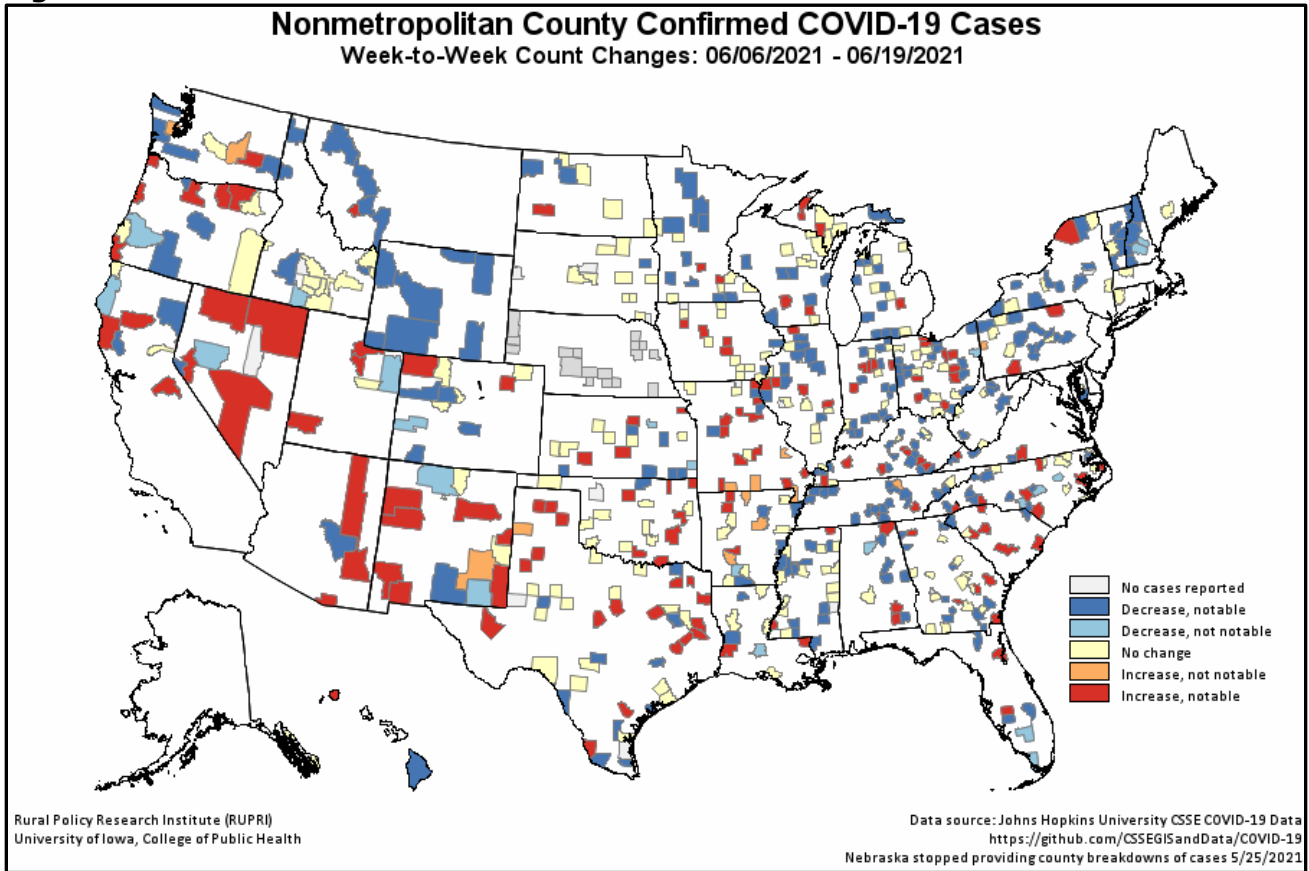 Nonmetropolitan County Confirmed COVID-19 Cases
Week-to-Week Count Changes: 06/06/2021 - 06/19/2021
No cases reported
Decrease, notable
Decrease, not notable
No change
Increase, not notable
Increase, notable
Rural Policy Research Institute (RUPRI)
University of Iowa, College of Public Health
Data source: Johns Hopkins University CSSE COVID-19 Data
https://github.com/CSSEGISandData/COVID-19
Nebraska stopped providing county breakdowns of cases 5/25/2021